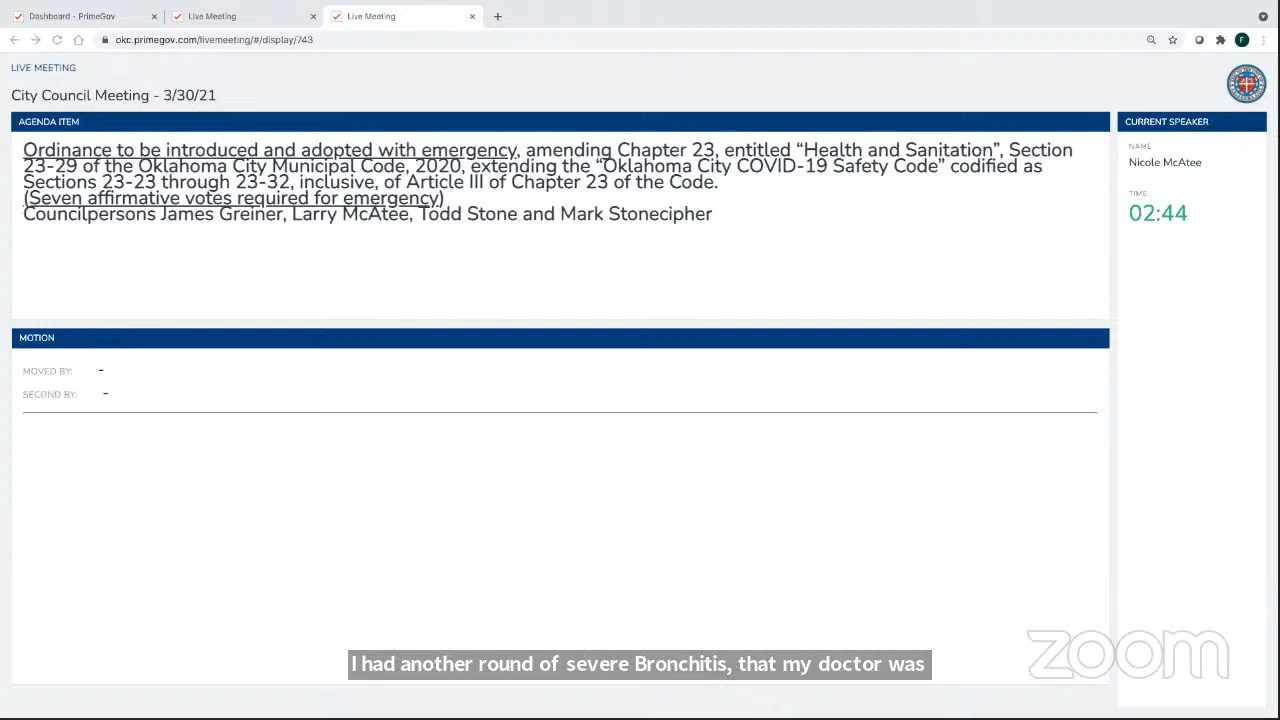 Dashboard - PrimeGov
Live Meeting
Live Meeting
okc.primegov.com/livemeeting/#/display/743
F
LIVE MEETING
City Council Meeting - 3/30/21
AGENDA ITEM
Ordinance to be introduced and adopted with emergency, amending Chapter 23, entitled “Health and Sanitation”, Section
23-29 of the Oklahoma City Municipal Code, 2020, extending the “Oklahoma City COVID-19 Safety Code” codified as
Sections 23-23 through 23-32, inclusive, of Article III of Chapter 23 of the Code.
(Seven affirmative votes required for emergency)
Councilpersons James Greiner, Larry McAtee, Todd Stone and Mark Stonecipher
CURRENT SPEAKER
NAME
Nicole McAtee
TIME
02:44
MOTION
MOVED BY: -
SECOND BY: -
I had another round of severe Bronchitis, that my doctor was
zoom